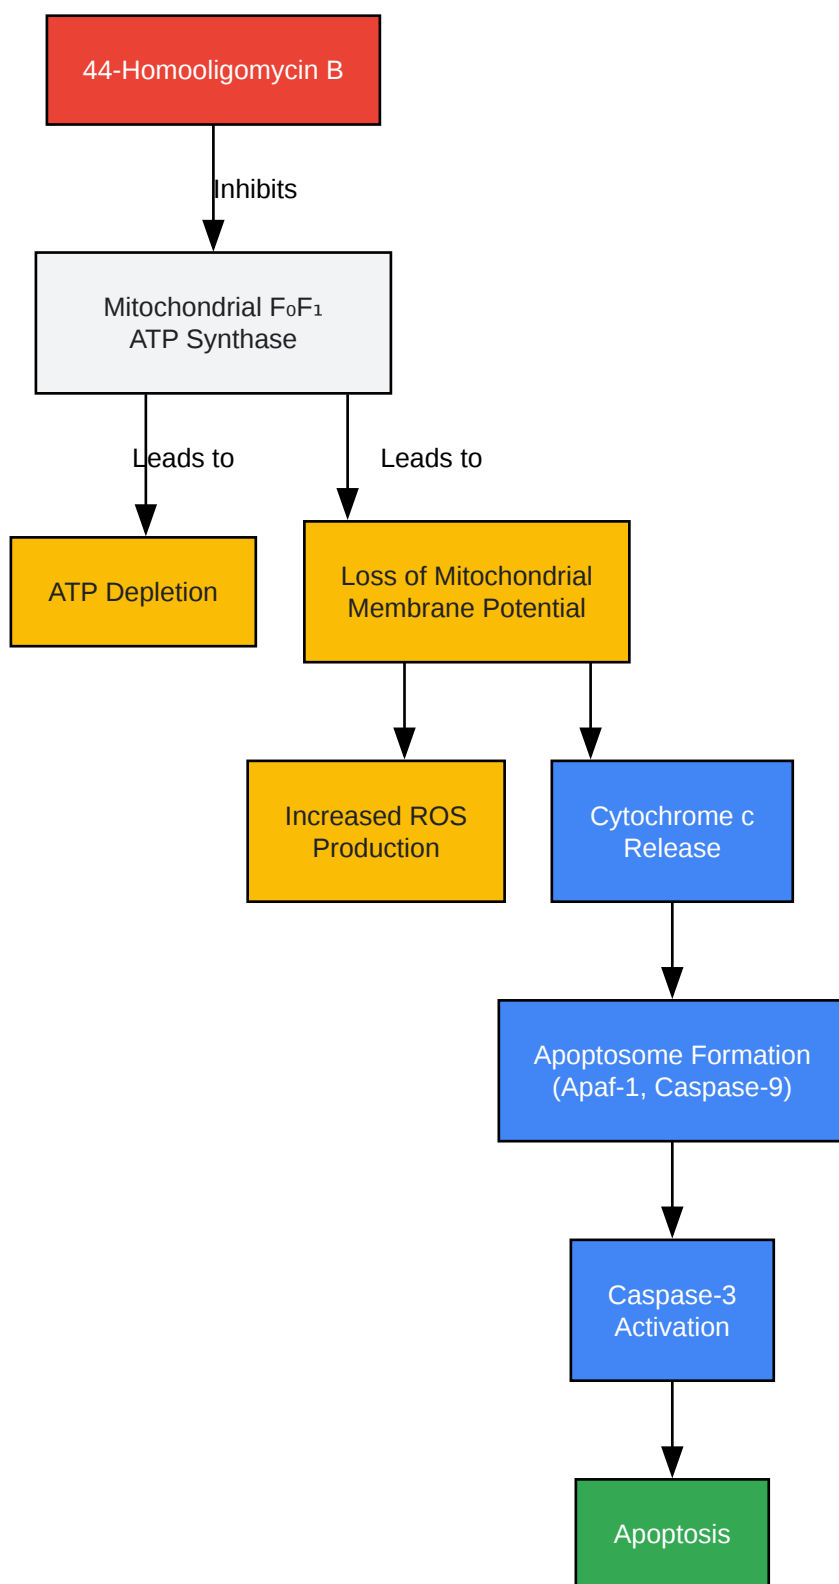 44-Homooligomycin B
Inhibits
Mitochondrial F₀F₁
ATP Synthase
Leads to
Leads to
ATP Depletion
Loss of Mitochondrial
Membrane Potential
Increased ROS
Production
Cytochrome c
Release
Apoptosome Formation
(Apaf-1, Caspase-9)
Caspase-3
Activation
Apoptosis